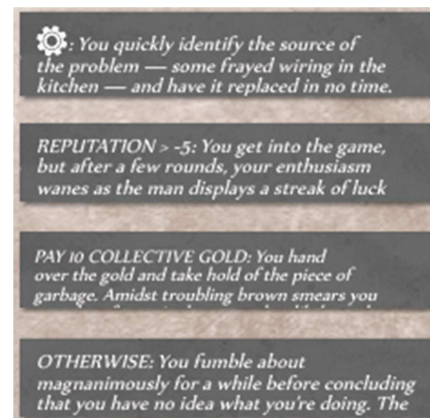 : You quickly identify the source of
the problem — some frayed wiring in the
kitchen — and have it replaced in no time.
REPUTATION > -5: You get into the game,
but after a few rounds, your enthusiasm
wanes as the man displays a streak of luck
PAY 10 COLLECTIVE GOLD: You hand
over the gold and take hold of the piece of
garbage. Amidst troubling brown smears you
OTHERWISE: You fumble about
magnanimously for a while before concluding
that you have no idea what you're doing. The